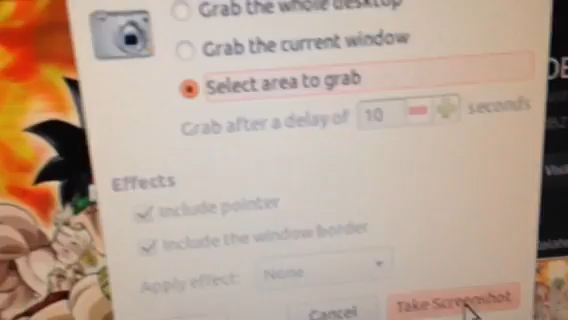 Grab the whole desktop
Grab the current window
Select area to grab
Grab after a delay of 10 seconds
Effects
Include pointer
Include the window border
Apply effect: None
Cancel
Take Screenshot